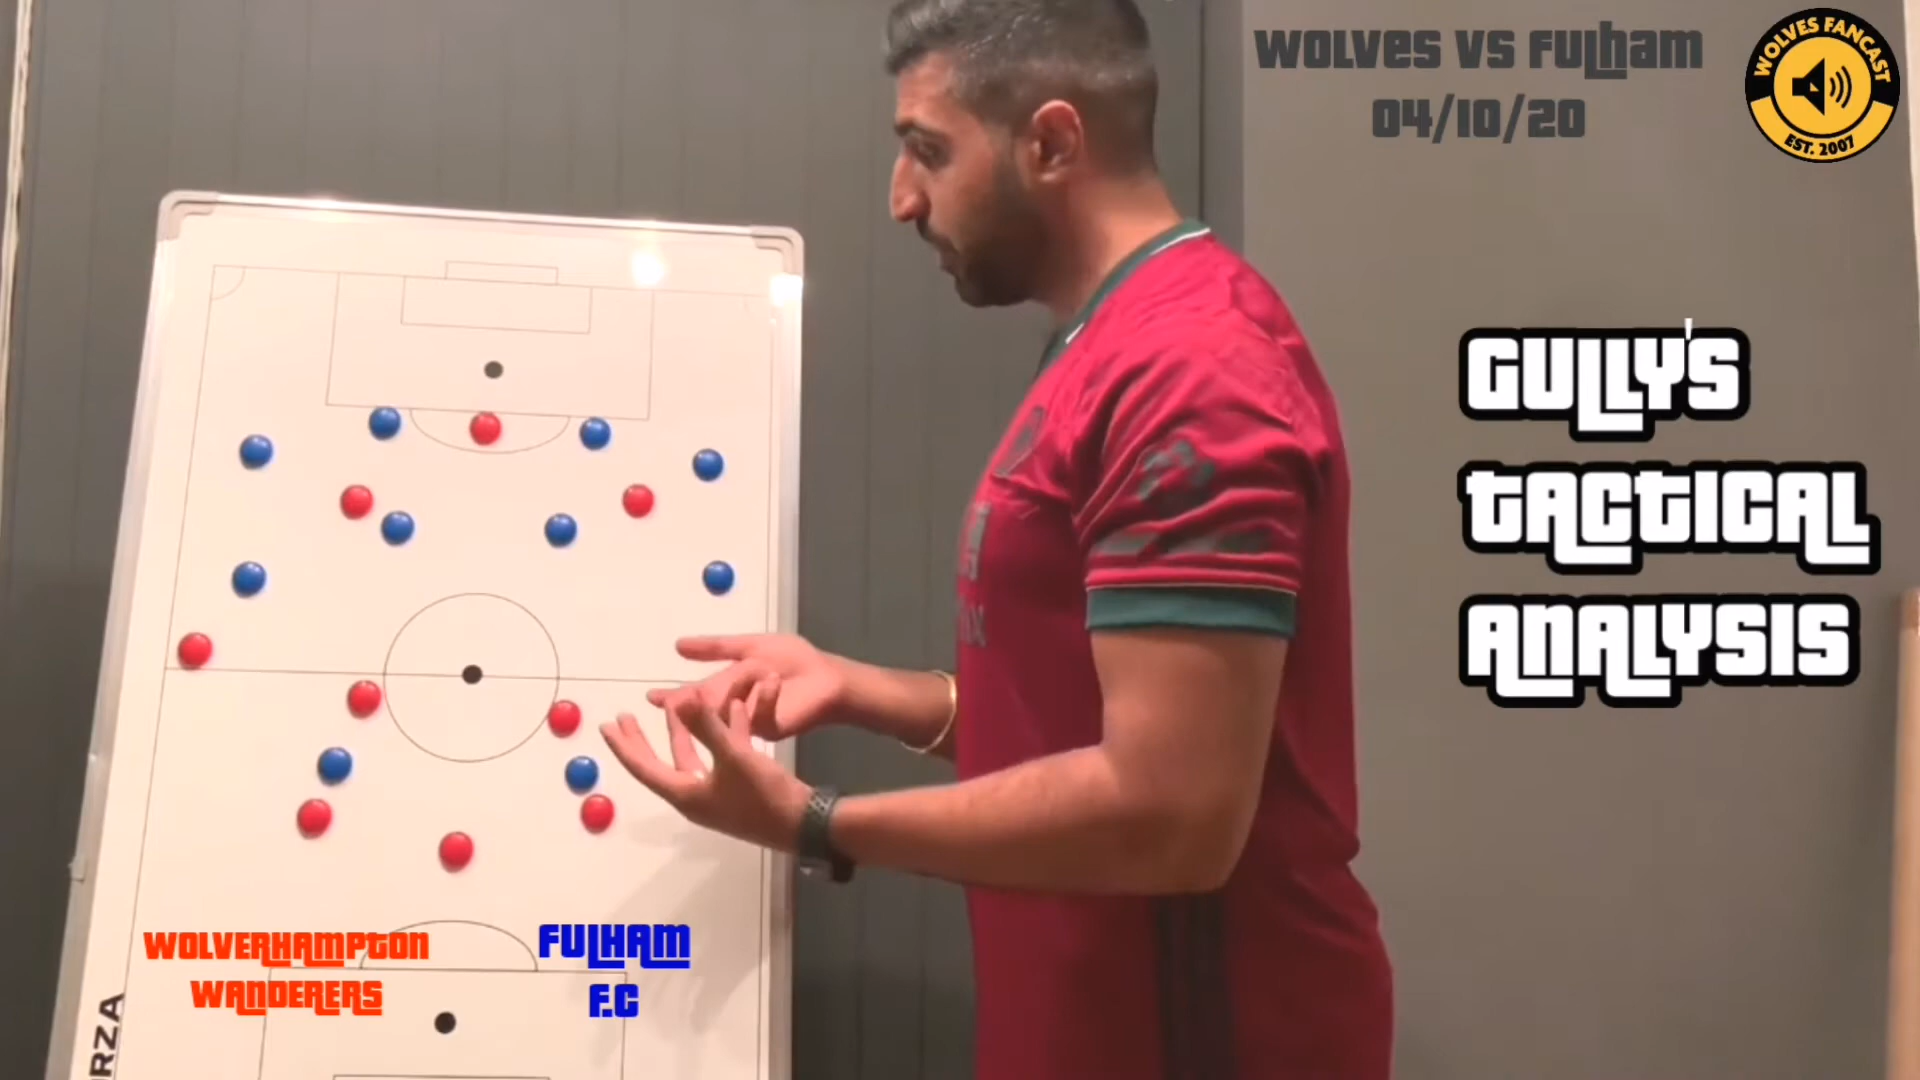 WOLVES VS FULHAM
04/10/20
WOLVES FANCAST
EST. 2007
GULLY'S
TACTICAL
ANALYSIS
WOLVERHAMPTON
WANDERERS
FULHAM
F.C